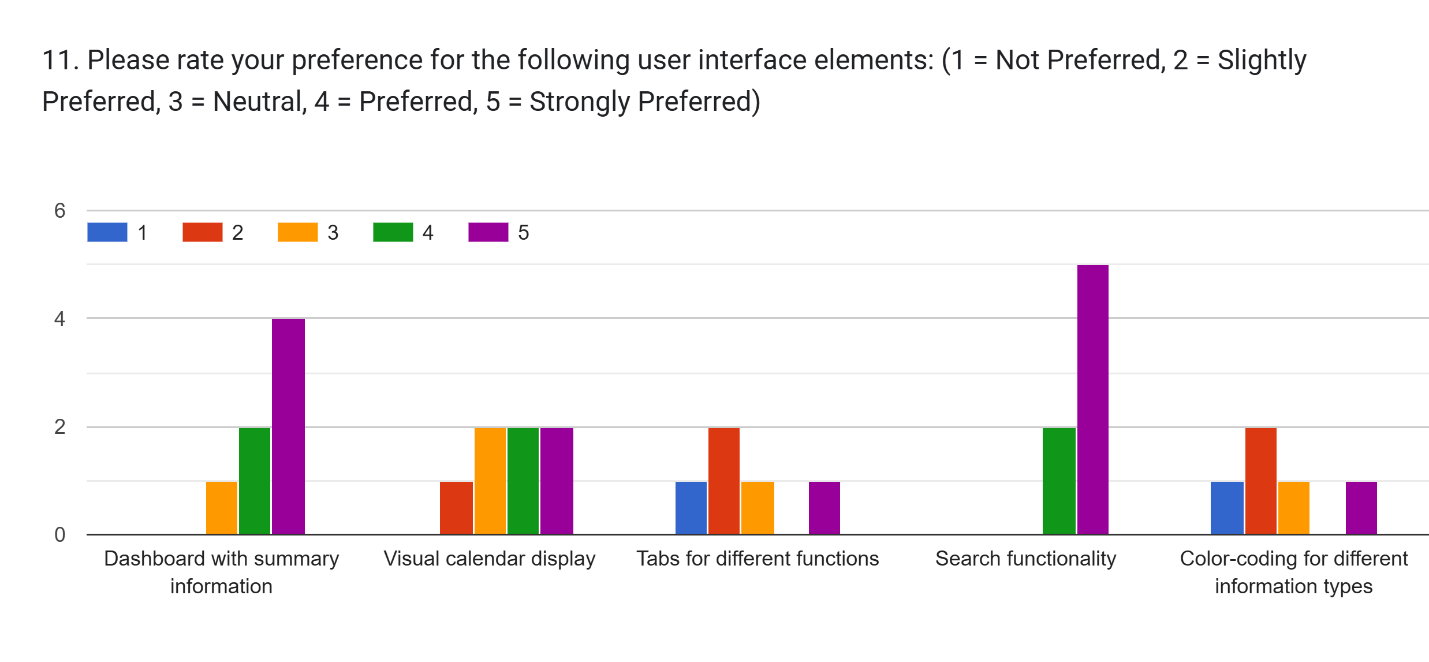 11. Please rate your preference for the following user interface elements: (1 = Not Preferred, 2 = Slightly
Preferred, 3 = Neutral, 4 = Preferred, 5 = Strongly Preferred)
6
1 2 3 4 5
4
2
0
Dashboard with summary
information
Visual calendar display
Tabs for different functions
Search functionality
Color-coding for different
information types